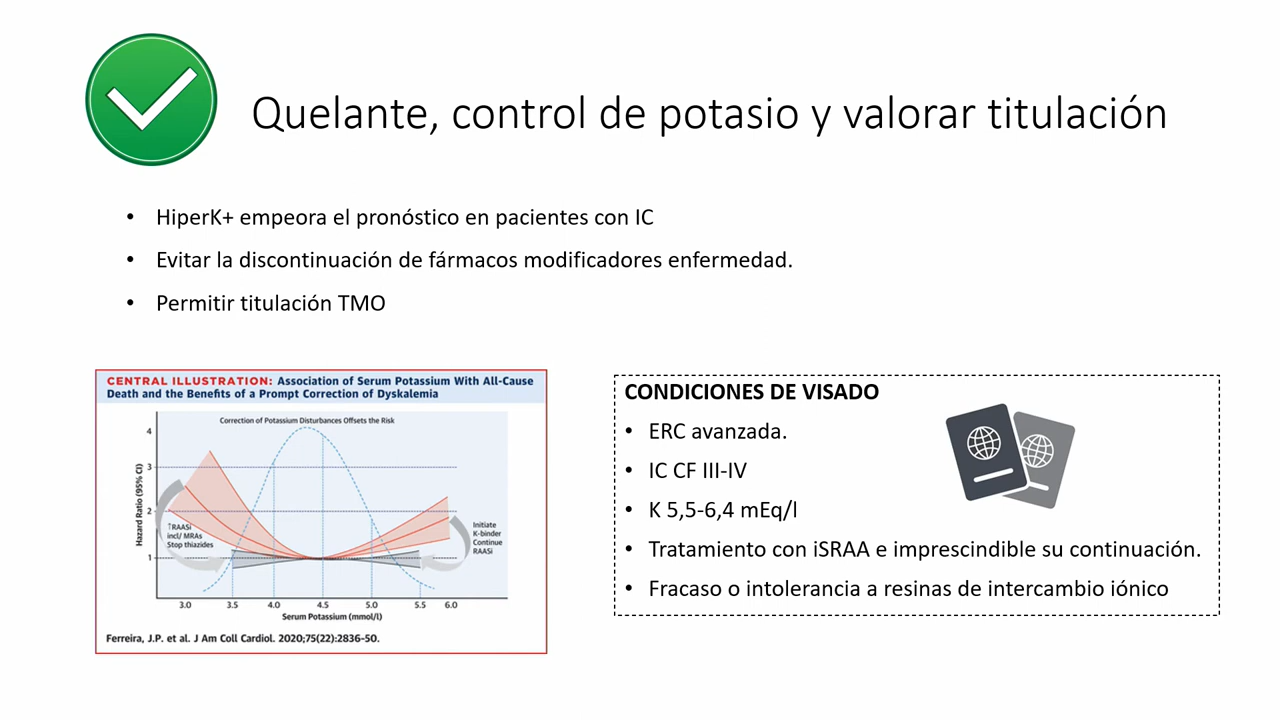 Quelante, control de potasio y valorar titulación
• HiperK+ empeora el pronóstico en pacientes con IC
• Evitar la discontinuación de fármacos modificadores enfermedad.
• Permitir titulación TMO
CENTRAL ILLUSTRATION: Association of Serum Potassium With All-Cause
Death and the Benefits of a Prompt Correction of Dyskalemia
Correction of Potassium Disturbances Offsets the Risk
Hazard Ratio (95% CI)
4
3
2
1
↑RAASi
incl/ MRAs
Stop thiazides
Initiate
K-binder
Continue
RAASi
3.0 3.5 4.0 4.5 5.0 5.5 6.0
Serum Potassium (mmol/l)
Ferreira, J.P. et al. J Am Coll Cardiol. 2020;75(22):2836-50.
CONDICIONES DE VISADO
• ERC avanzada.
• IC CF III-IV
• K 5,5-6,4 mEq/l
• Tratamiento con iSRAA e imprescindible su continuación.
• Fracaso o intolerancia a resinas de intercambio iónico